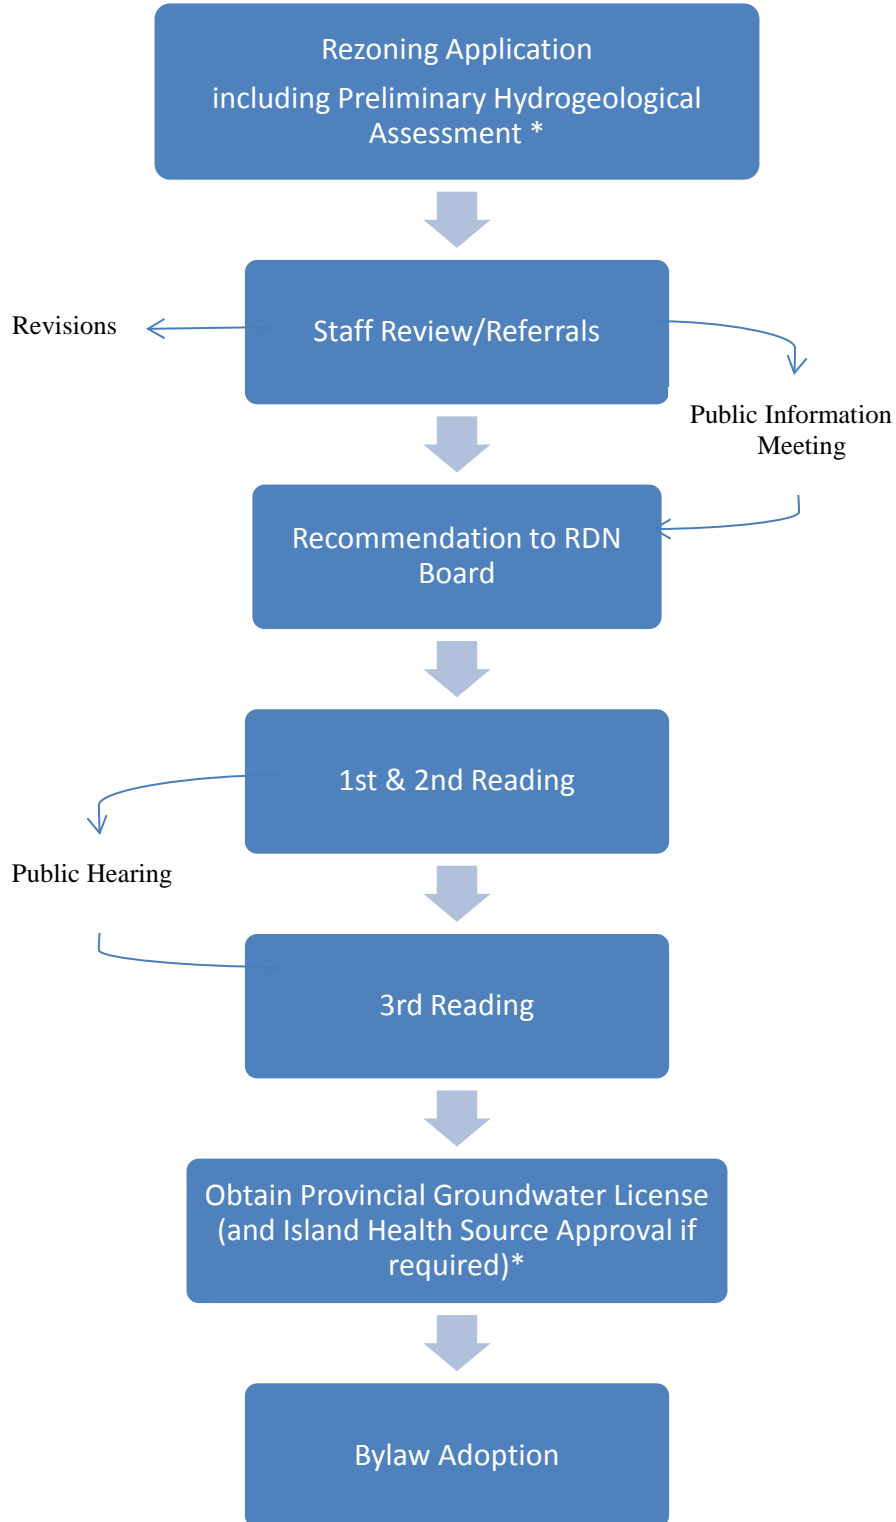 Rezoning Application
including Preliminary Hydrogeological
Assessment *
Revisions
Staff Review/Referrals
Public Information
Meeting
Recommendation to RDN
Board
1st & 2nd Reading
Public Hearing
3rd Reading
Obtain Provincial Groundwater License
(and Island Health Source Approval if
required)*
Bylaw Adoption